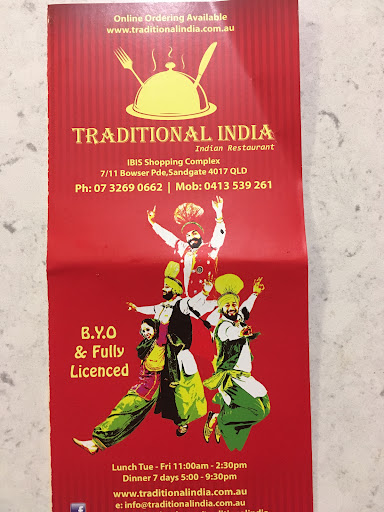 Online Ordering Available
www.traditionalindia.com.au
TRADITIONAL INDIA
Indian Restaurant
IBIS Shopping Complex
7/11 Bowser Pde,Sandgate 4017 QLD
Ph: 07 3269 0662 | Mob: 0413 539 261
B.Y.O
& Fully
Licenced
Lunch Tue - Fri 11:00am - 2:30pm
Dinner 7 days 5:00 - 9:30pm
www.traditionalindia.com.au
e: info@traditionalindia.com.au